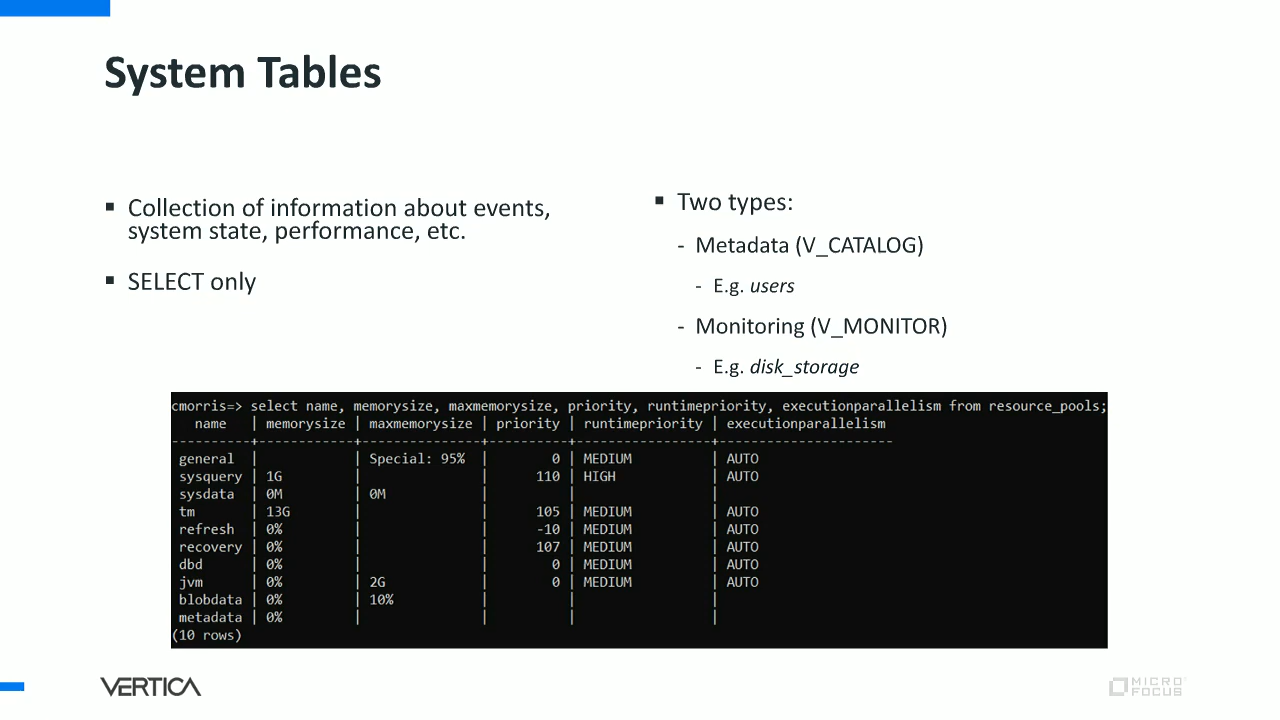 System Tables
▪ Collection of information about events,
system state, performance, etc.
▪ SELECT only
▪ Two types:
- Metadata (V_CATALOG)
- E.g. users
- Monitoring (V_MONITOR)
- E.g. disk_storage
cmorris=> select name, memorysize, maxmemorysize, priority, runtimepriority, executionparallelism from resource_pools;
name | memorysize | maxmemorysize | priority | runtimepriority | executionparallelism
----------+------------+---------------+----------+-----------------+----------------------
general | | Special: 95% | 0 | MEDIUM | AUTO
sysquery | 1G | | 110 | HIGH | AUTO
sysdata | 0M | 0M | | |
tm | 13G | | 105 | MEDIUM | AUTO
refresh | 0% | | -10 | MEDIUM | AUTO
recovery | 0% | | 107 | MEDIUM | AUTO
dbd | 0% | | 0 | MEDIUM | AUTO
jvm | 0% | 2G | 0 | MEDIUM | AUTO
blobdata | 0% | 10% | | |
metadata | 0% | | | |
(10 rows)
VERTICA
MICRO
FOCUS